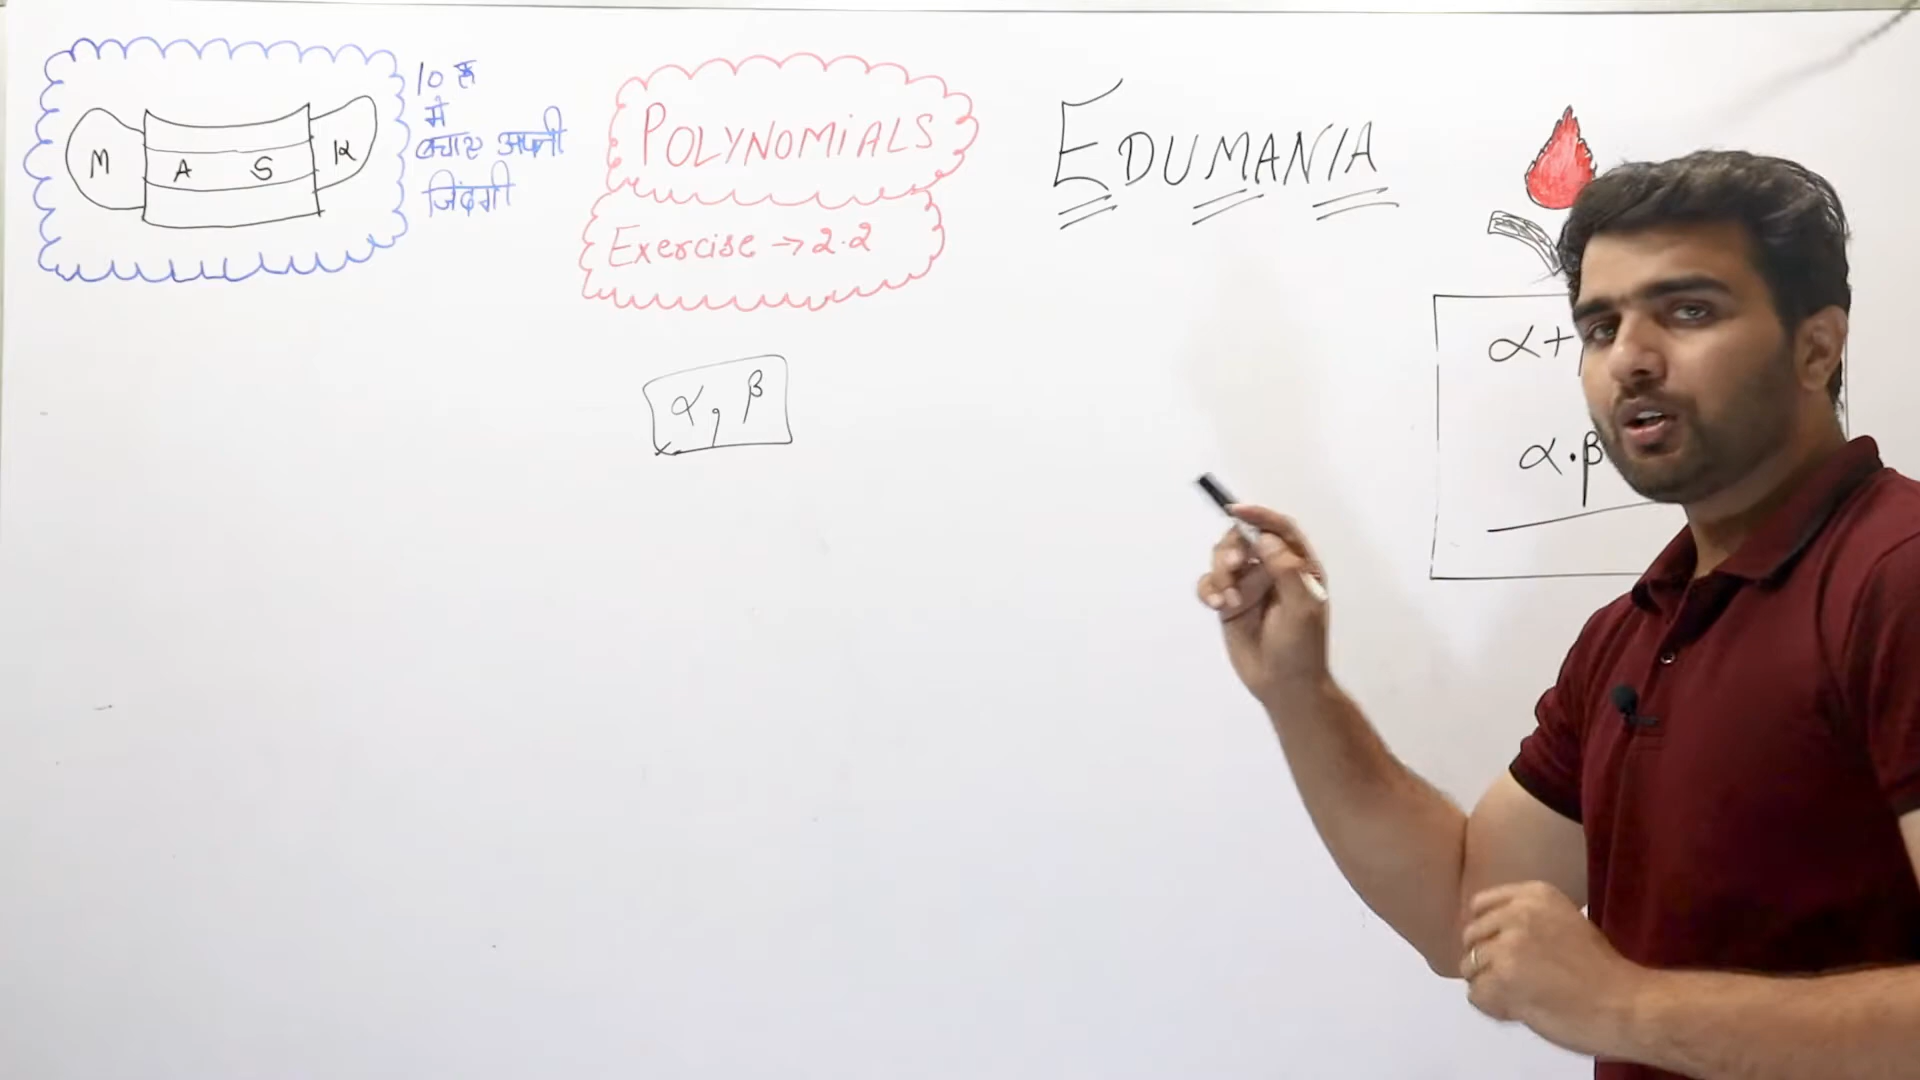 M A S K
10 रु
में
बचाए अपनी
जिंदगी
POLYNOMiALS
Exercise → 2.2
EDUMANIA
α, β
α+
α.β